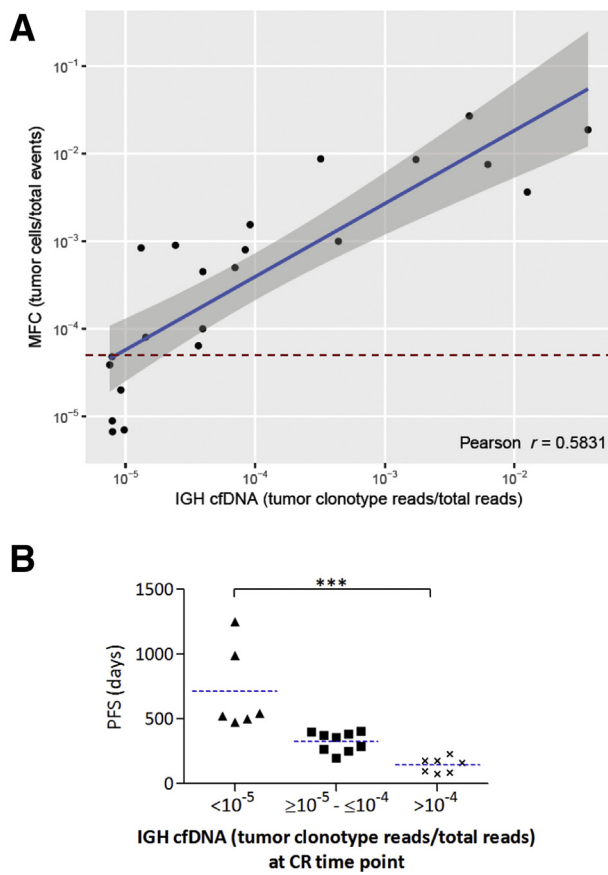 A
MFC (tumor cells/total events)
10⁻¹
10⁻²
10⁻³
10⁻⁴
10⁻⁵
Pearson r = 0.5831
10⁻⁵ 10⁻⁴ 10⁻³ 10⁻²
IGH cfDNA (tumor clonotype reads/total reads)
B
***
PFS (days)
1500
1000
500
0
<10⁻⁵ ≥10⁻⁵ - ≤10⁻⁴ >10⁻⁴
IGH cfDNA (tumor clonotype reads/total reads)
at CR time point